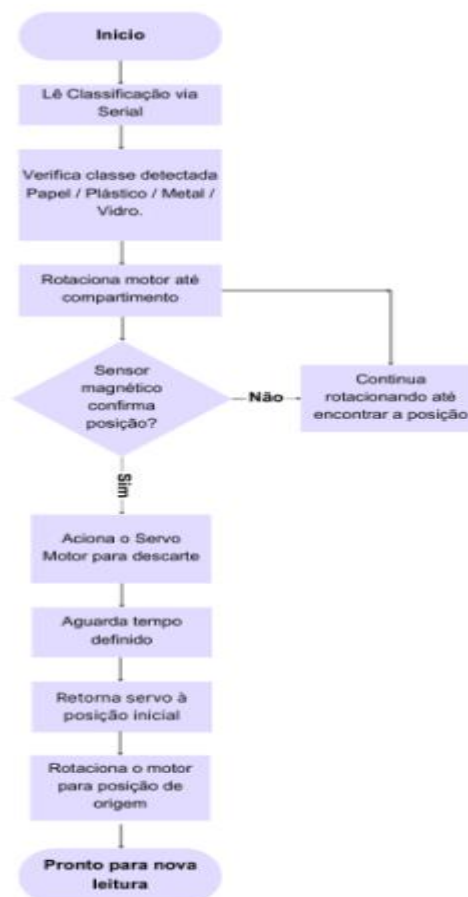 Inicio
Lê Classificação via
Serial
Verifica classe detectada
Papel / Plástico / Metal /
Vidro.
Rotaciona motor até
compartimento
Sensor
magnético
confirma
posição?
Não
Continua
rotacionando até
encontrar a posição
Sim
Aciona o Servo
Motor para descarte
Aguarda tempo
definido
Retorna servo à
posição inicial
Rotaciona o motor
para posição de
origem
Pronto para nova
leitura